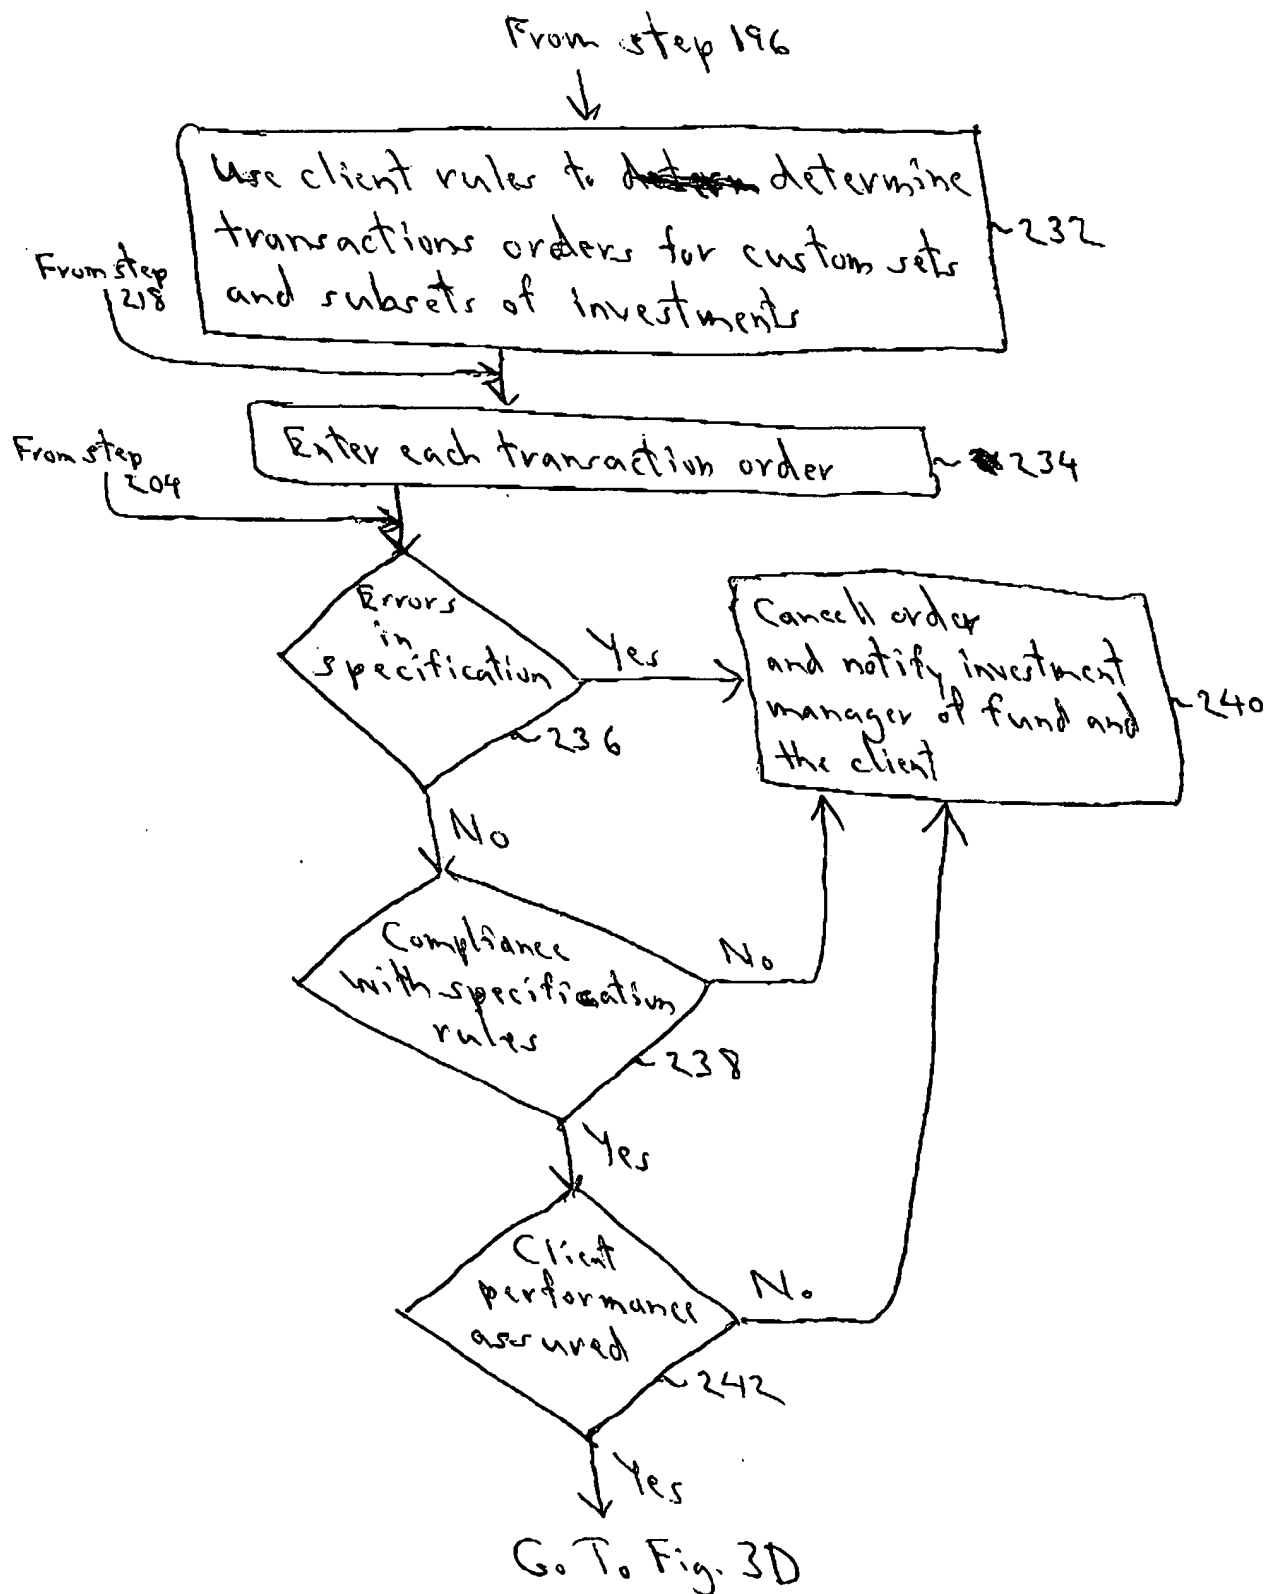 From step 196
Use client rules to determine
transactions orders for custom sets
and subsets of investments
~232
From step
218
Enter each transaction order
~234
From step
204
Errors
in
specification
Yes
~236
Cancell order
and notify investment
manager of fund and
the client
~240
No
Compliance
with specification
rules
No
~238
Yes
Client
performance
assured
No
~242
Yes
Go To Fig. 3D